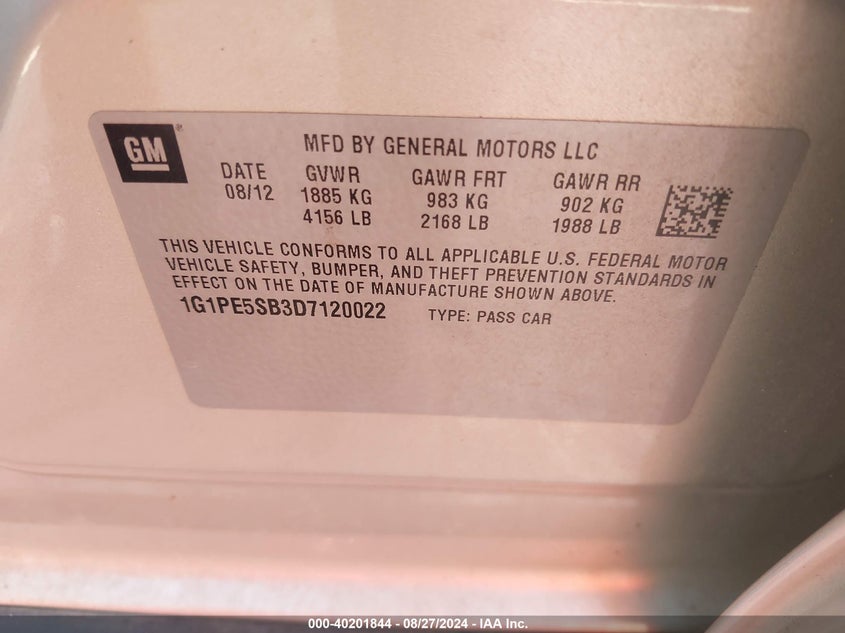 GM
MFD BY GENERAL MOTORS LLC
DATE GVWR GAWR FRT GAWR RR
08/12 1885 KG 983 KG 902 KG
4156 LB 2168 LB 1988 LB
THIS VEHICLE CONFORMS TO ALL APPLICABLE U.S. FEDERAL MOTOR
VEHICLE SAFETY, BUMPER, AND THEFT PREVENTION STANDARDS IN
EFFECT ON THE DATE OF MANUFACTURE SHOWN ABOVE.
1G1PE5SB3D7120022 TYPE: PASS CAR
000-40201844 - 08/27/2024 - IAA Inc.